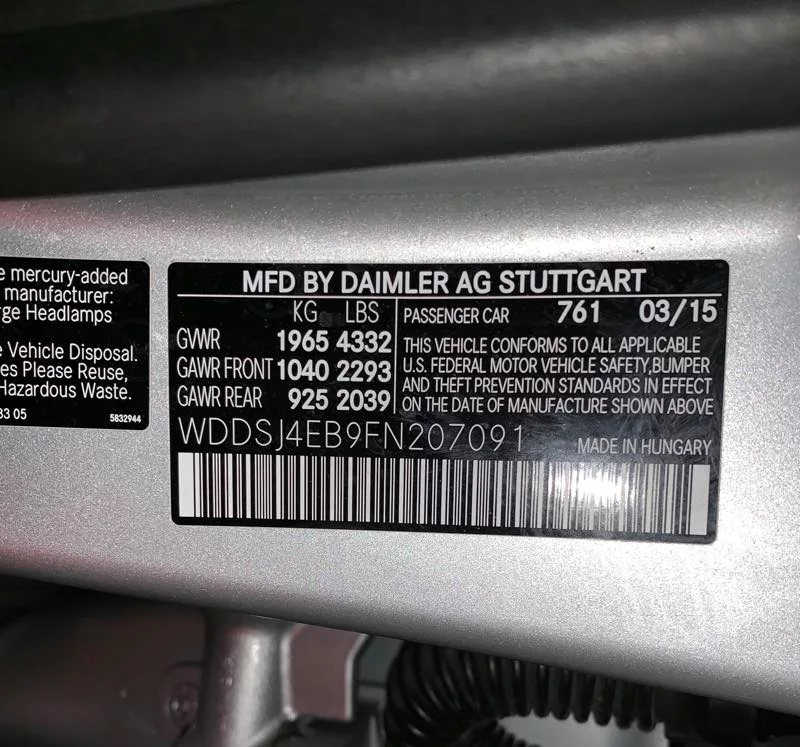 e mercury-added
manufacturer:
rge Headlamps
e Vehicle Disposal.
es Please Reuse,
Hazardous Waste.
83 05 5832944
MFD BY DAIMLER AG STUTTGART
KG LBS
GWR 1965 4332
GAWR FRONT 1040 2293
GAWR REAR 925 2039
PASSENGER CAR 761 03/15
THIS VEHICLE CONFORMS TO ALL APPLICABLE
U.S. FEDERAL MOTOR VEHICLE SAFETY, BUMPER
AND THEFT PREVENTION STANDARDS IN EFFECT
ON THE DATE OF MANUFACTURE SHOWN ABOVE
WDDSJ4EB9FN207091
MADE IN HUNGARY